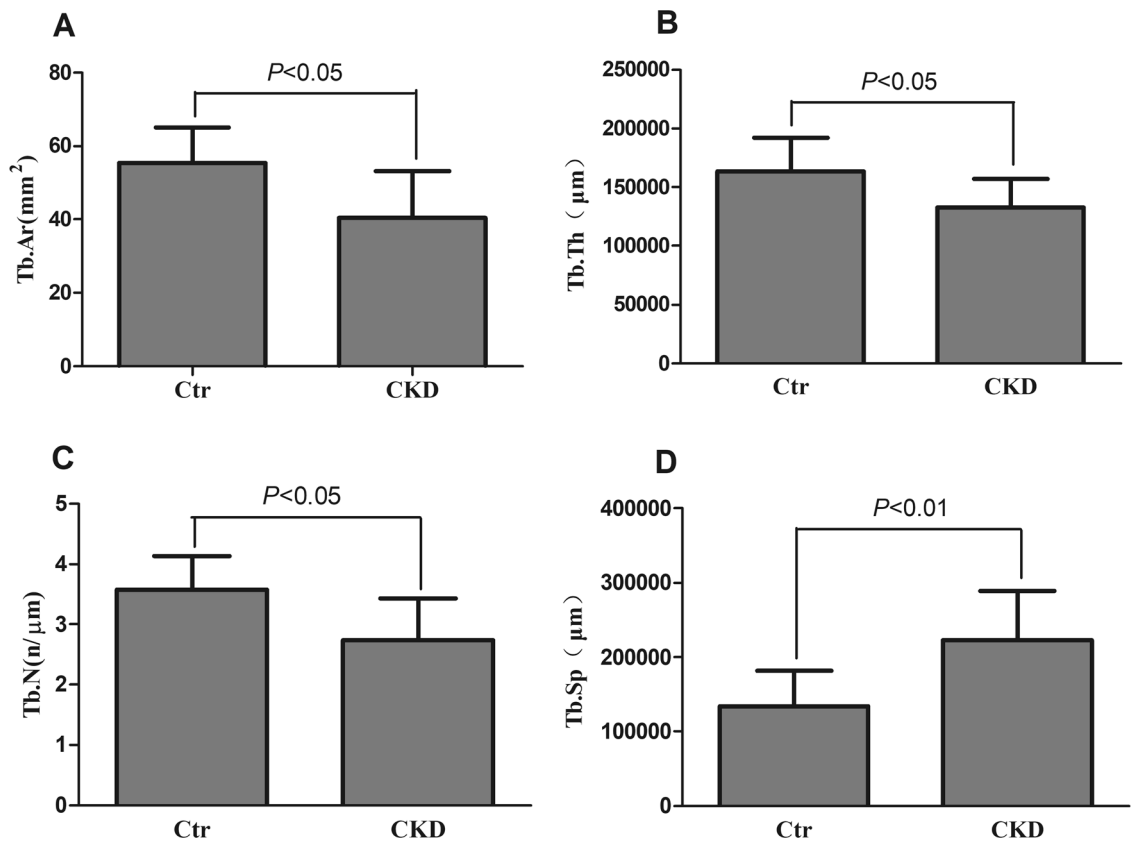 A
P<0.05
80
60
40
20
0
Tb.Ar(mm²)
Ctr
CKD
B
P<0.05
250000
200000
150000
100000
50000
0
Tb.Th（ μm）
Ctr
CKD
C
P<0.05
5
4
3
2
1
0
Tb.N(n/μm)
Ctr
CKD
D
P<0.01
400000
300000
200000
100000
0
Tb.Sp（ μm）
Ctr
CKD